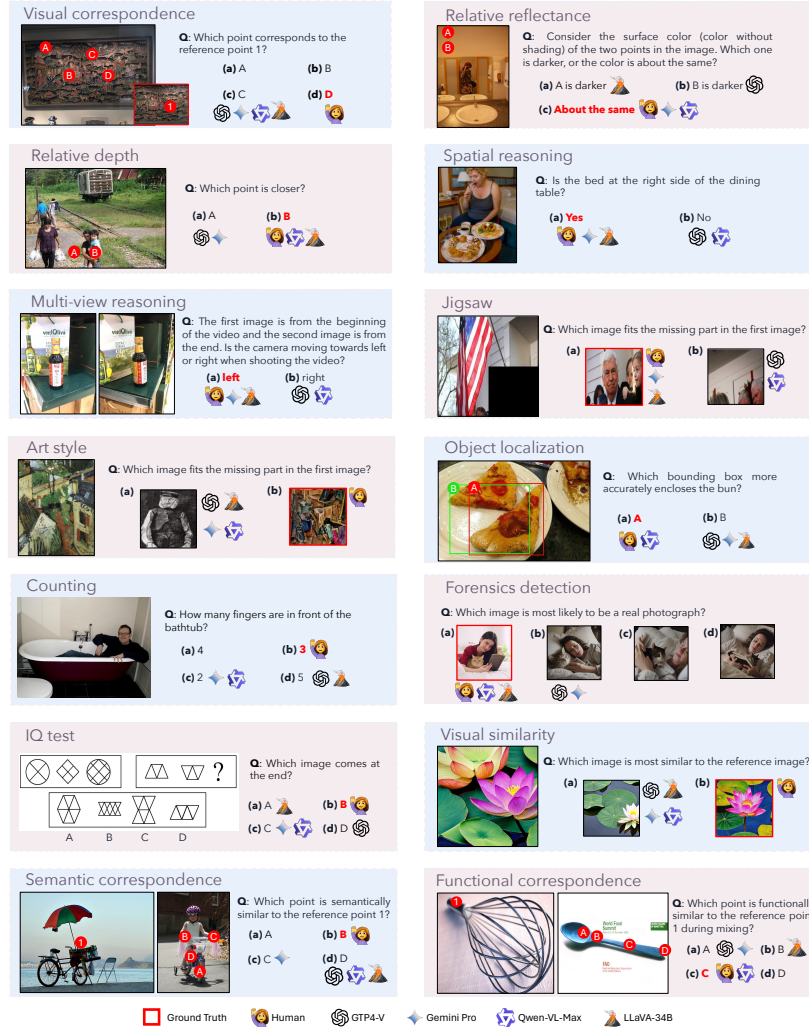 Visual correspondence
A
C
B
D
1
Q: Which point corresponds to the
reference point 1?
(a) A
(b) B
(c) C
(d) D
Relative reflectance
A
B
Q: Consider the surface color (color without
shading) of the two points in the image. Which one
is darker, or the color is about the same?
(a) A is darker
(b) B is darker
(c) About the same
Relative depth
A
B
Q: Which point is closer?
(a) A
(b) B
Spatial reasoning
Q: Is the bed at the right side of the dining
table?
(a) Yes
(b) No
Multi-view reasoning
Q: The first image is from the beginning
of the video and the second image is from
the end. Is the camera moving towards left
or right when shooting the video?
(a) left
(b) right
Jigsaw
Q: Which image fits the missing part in the first image?
(a)
(b)
Art style
Q: Which image fits the missing part in the first image?
(a)
(b)
Object localization
B
A
Q: Which bounding box more
accurately encloses the bun?
(a) A
(b) B
Counting
Q: How many fingers are in front of the
bathtub?
(a) 4
(b) 3
(c) 2
(d) 5
Forensics detection
Q: Which image is most likely to be a real photograph?
(a)
(b)
(c)
(d)
IQ test
?
A
B
C
D
Q: Which image comes at
the end?
(a) A
(b) B
(c) C
(d) D
Visual similarity
Q: Which image is most similar to the reference image?
(a)
(b)
Semantic correspondence
1
B
C
D
A
Q: Which point is semantically
similar to the reference point 1?
(a) A
(b) B
(c) C
(d) D
Functional correspondence
1
World Food
Summit
FAO
A
B
C
D
Q: Which point is functionall
similar to the reference poin
1 during mixing?
(a) A
(b) B
(c) C
(d) D
Ground Truth
Human
GTP4-V
Gemini Pro
Qwen-VL-Max
LLaVA-34B